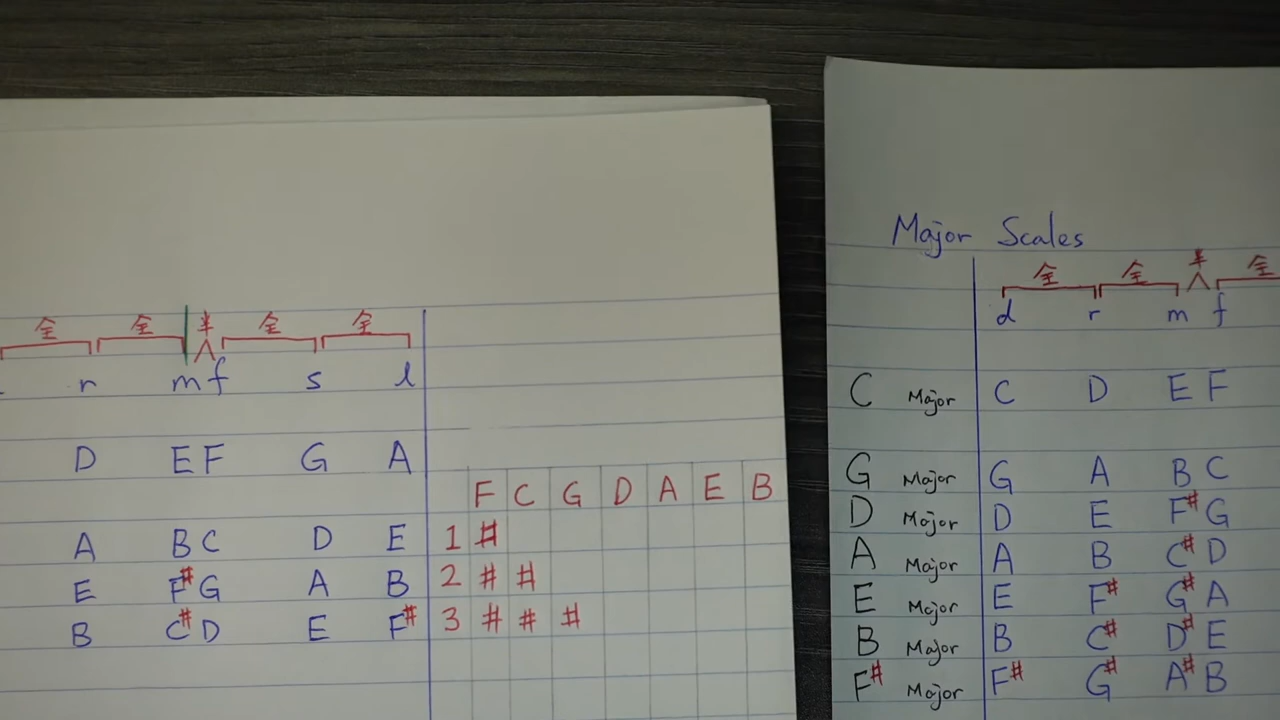 全 全 半 全 全
r m f s l
D E F G A
F C G D A E B
A B C D E 1 #
E F# G A B 2 # #
B C# D E F# 3 # # #
Major Scales
全 全 半 全
d r m f
C Major C D E F
G Major G A B C
D Major D E F# G
A Major A B C# D
E Major E F# G# A
B Major B C# D# E
F# Major F# G# A# B